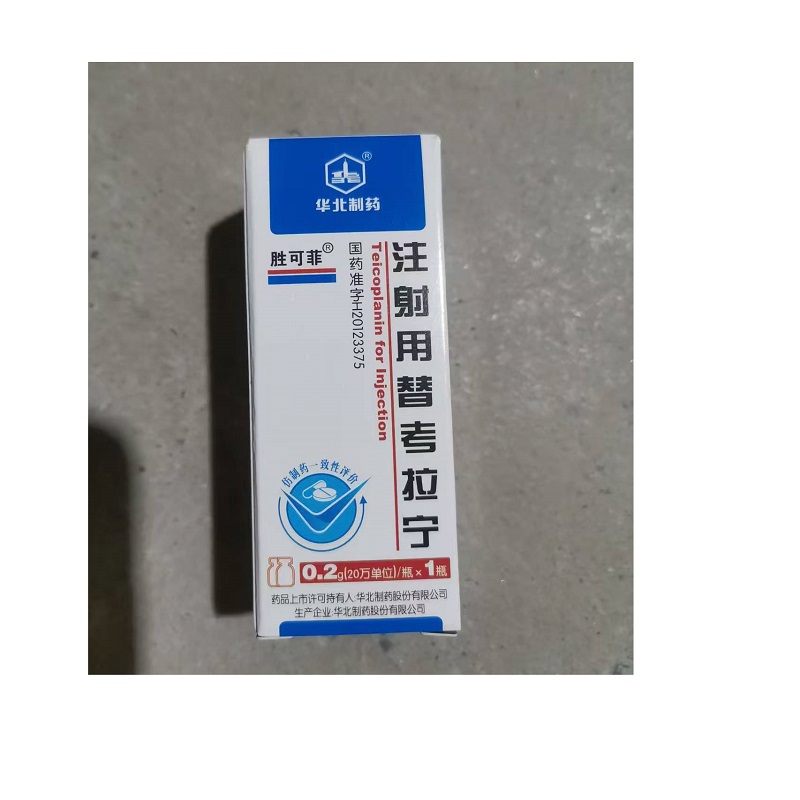 华北制药
®
胜可菲®
注射用替考拉宁
Teicoplanin for Injection
国药准字H20123375
仿制药一致性评价
0.2g(20万单位)/瓶×1瓶
药品上市许可持有人:华北制药股份有限公司
生产企业:华北制药股份有限公司